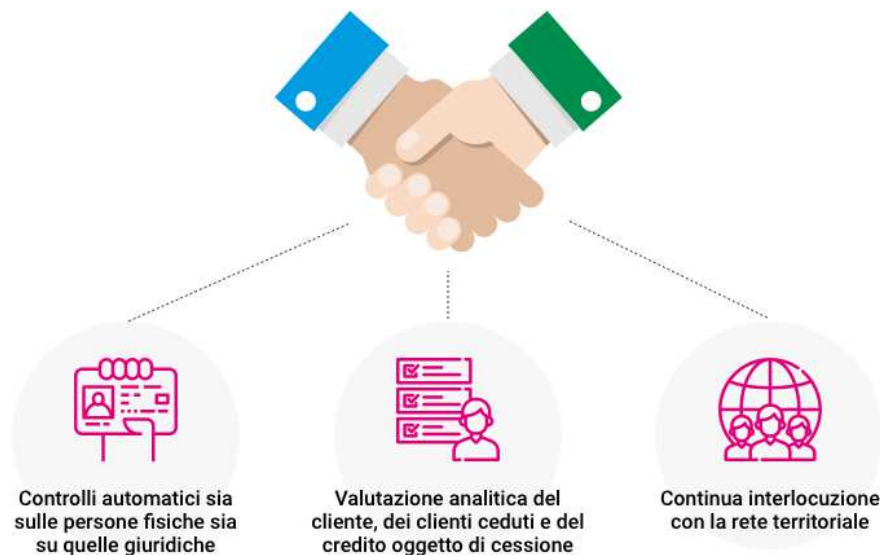 Controlli automatici sia
sulle persone fisiche sia
su quelle giuridiche
Valutazione analitica del
cliente, dei clienti ceduti e del
credito oggetto di cessione
Continua interlocuzione
con la rete territoriale